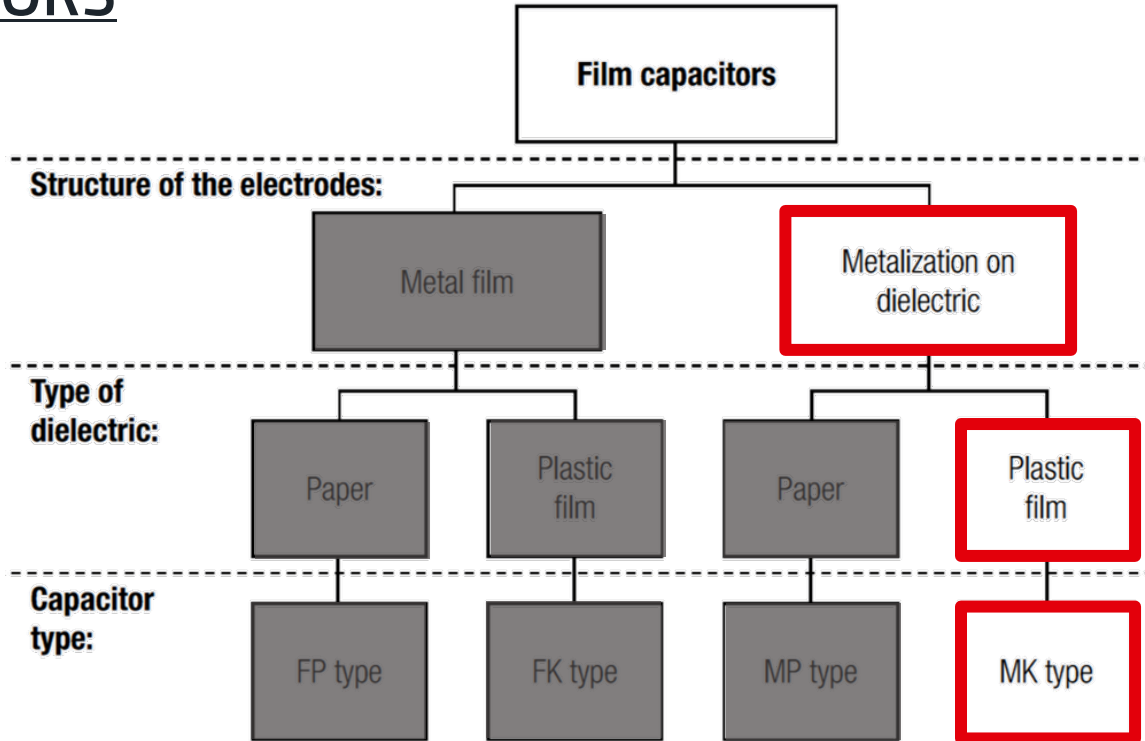 Film capacitors
Structure of the electrodes:
Metal film
Metalization on
dielectric
Type of
dielectric:
Paper
Plastic
film
Paper
Plastic
film
Capacitor
type:
FP type
FK type
MP type
MK type